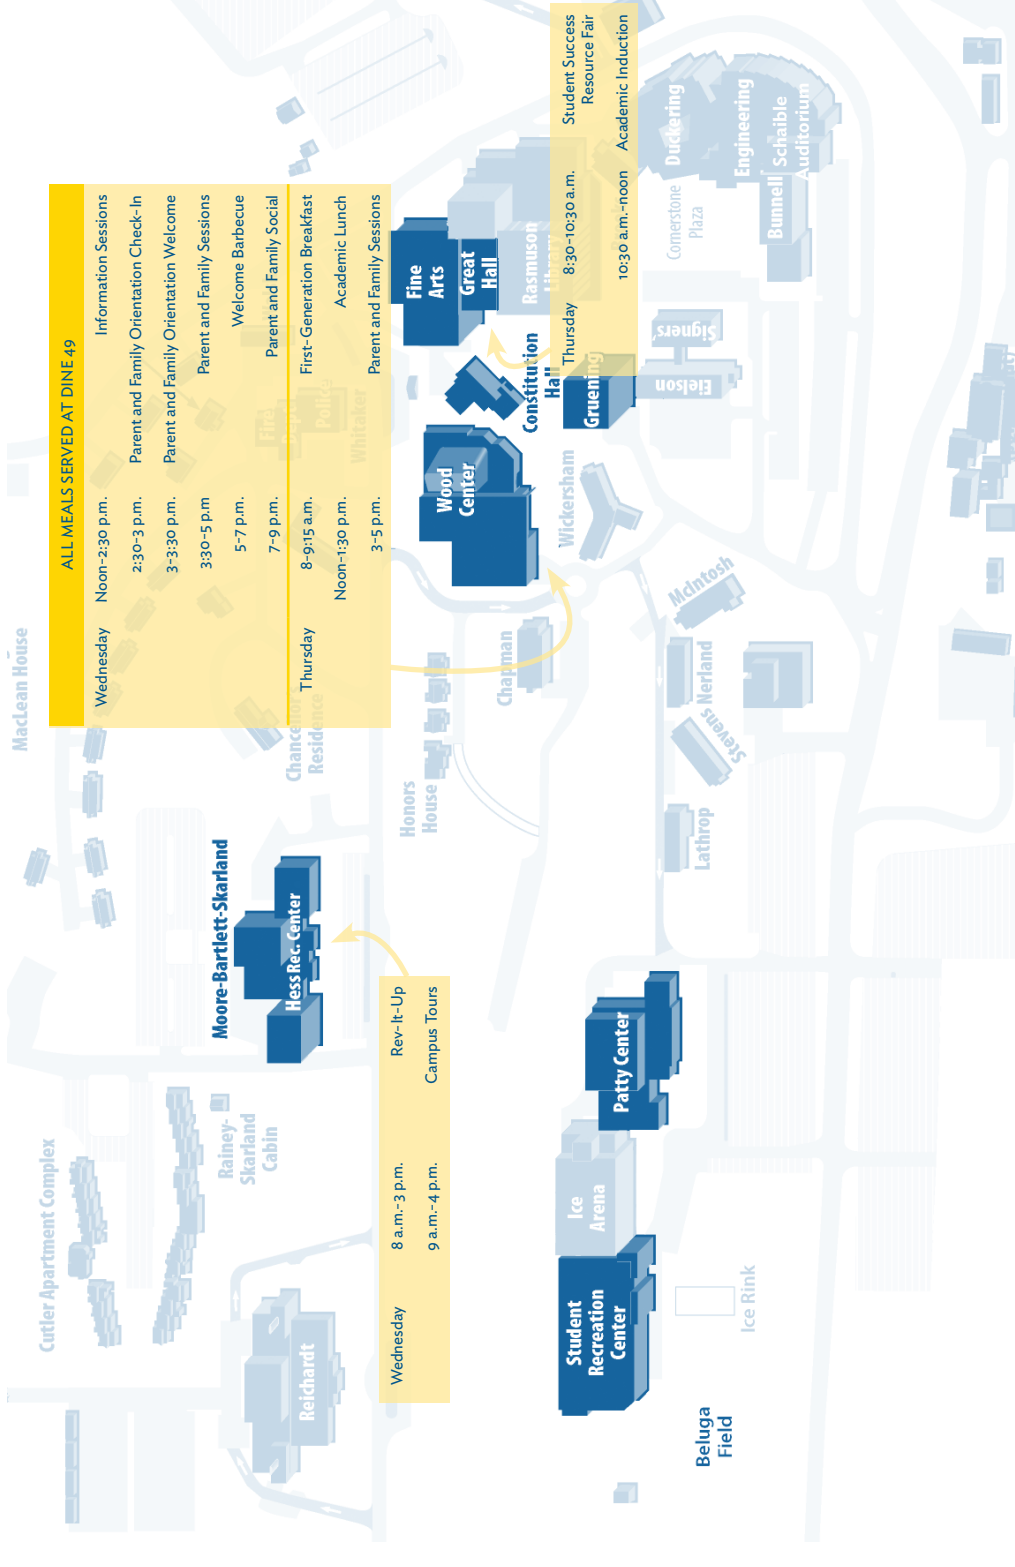 MacLean House
ALL MEALS SERVED AT DINE 49
Wednesday Noon-2:30 p.m. Information Sessions
2:30-3 p.m. Parent and Family Orientation Check-In
3-3:30 p.m. Parent and Family Orientation Welcome
3:30-5 p.m Parent and Family Sessions
5-7 p.m. Welcome Barbecue
7-9 p.m. Parent and Family Social
Thursday 8-9:15 a.m. First-Generation Breakfast
Noon-1:30 p.m. Academic Lunch
3-5 p.m. Parent and Family Sessions
Fire
Police
Whitaker
Chancellor's
Residence
Cutler Apartment Complex
Moore-Bartlett-Skarland
Hess Rec. Center
Rainey-
Skarland
Cabin
Reichardt
Wednesday 8 a.m.-3 p.m. Rev-It-Up
9 a.m.-4 p.m. Campus Tours
Honors
House
Fine
Arts
Great
Hall
Wood
Center
Constitution
Hall
Rasmuson
Library
Chapman
Wickersham
Gruening
Thursday 8:30-10:30 a.m. Student Success
Resource Fair
10:30 a.m.-noon Academic Induction
Duckering
Engineering
Schaible
Auditorium
Bunnell
Cornerstone
Plaza
Signers'
Eielson
McIntosh
Nerland
Stevens
Lathrop
Patty Center
Ice
Arena
Student
Recreation
Center
Ice Rink
Beluga
Field